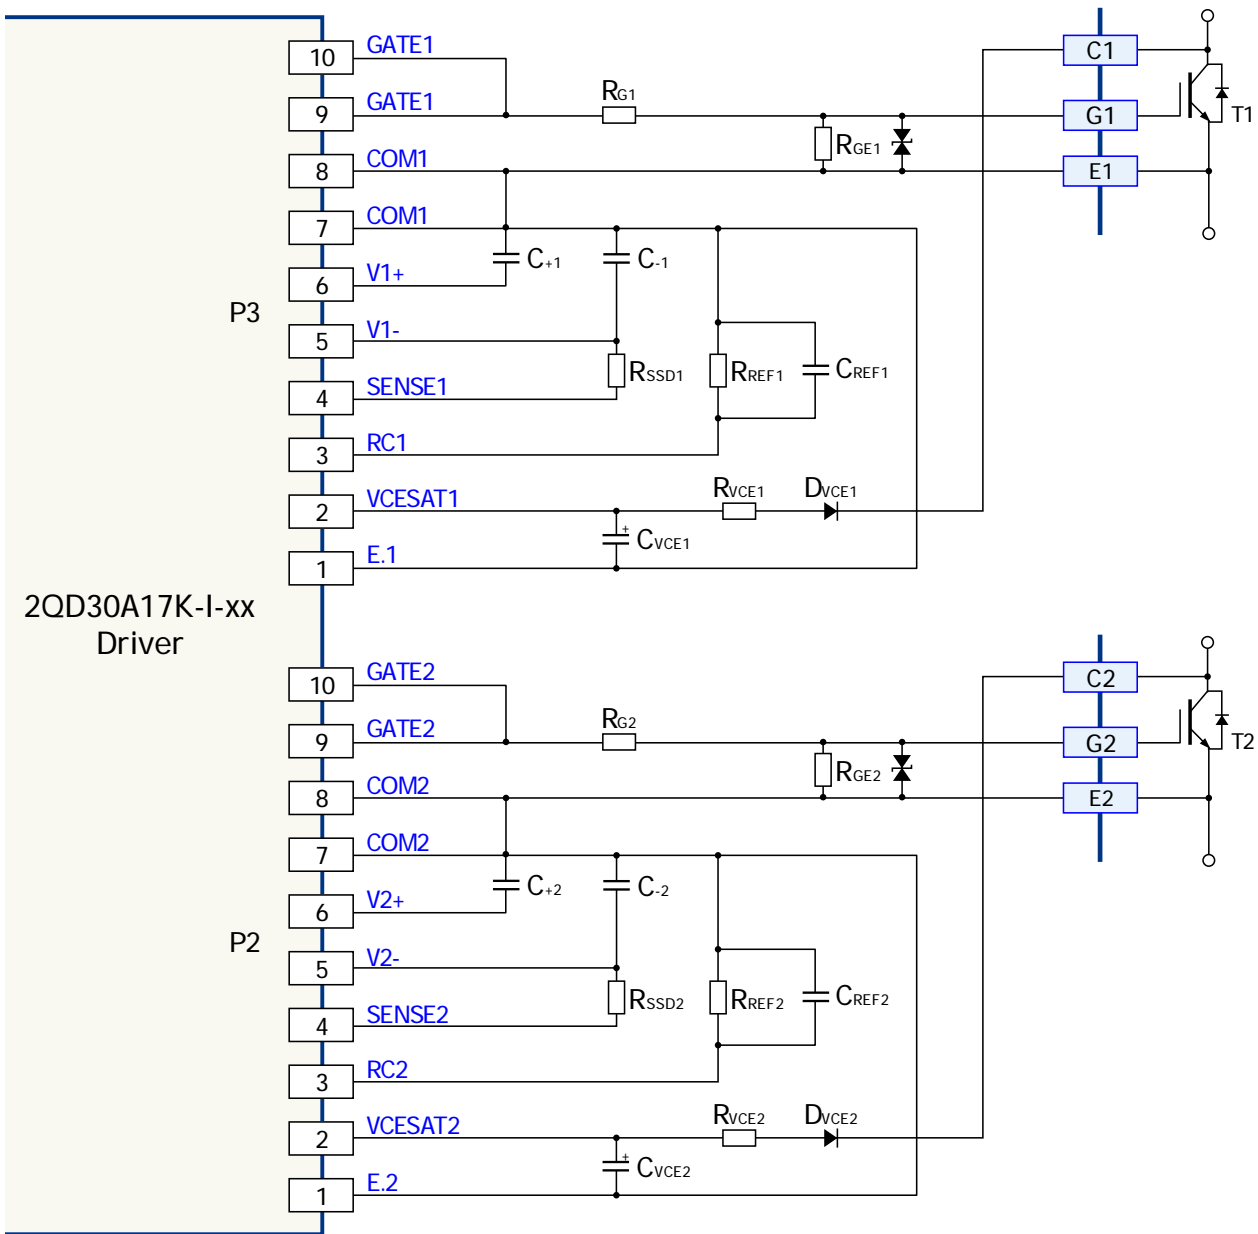 10 GATE1
9 GATE1
8 COM1
7 COM1
6 V1+
5 V1-
4 SENSE1
3 RC1
2 VCESAT1
1 E.1
P3
RG1
RGE1
C+1
C-1
RSSD1
RREF1
CREF1
RVCE1
DVCE1
+
CVCE1
C1
G1
E1
T1
2QD30A17K-I-xx
Driver
10 GATE2
9 GATE2
8 COM2
7 COM2
6 V2+
5 V2-
4 SENSE2
3 RC2
2 VCESAT2
1 E.2
P2
RG2
RGE2
C+2
C-2
RSSD2
RREF2
CREF2
RVCE2
DVCE2
+
CVCE2
C2
G2
E2
T2